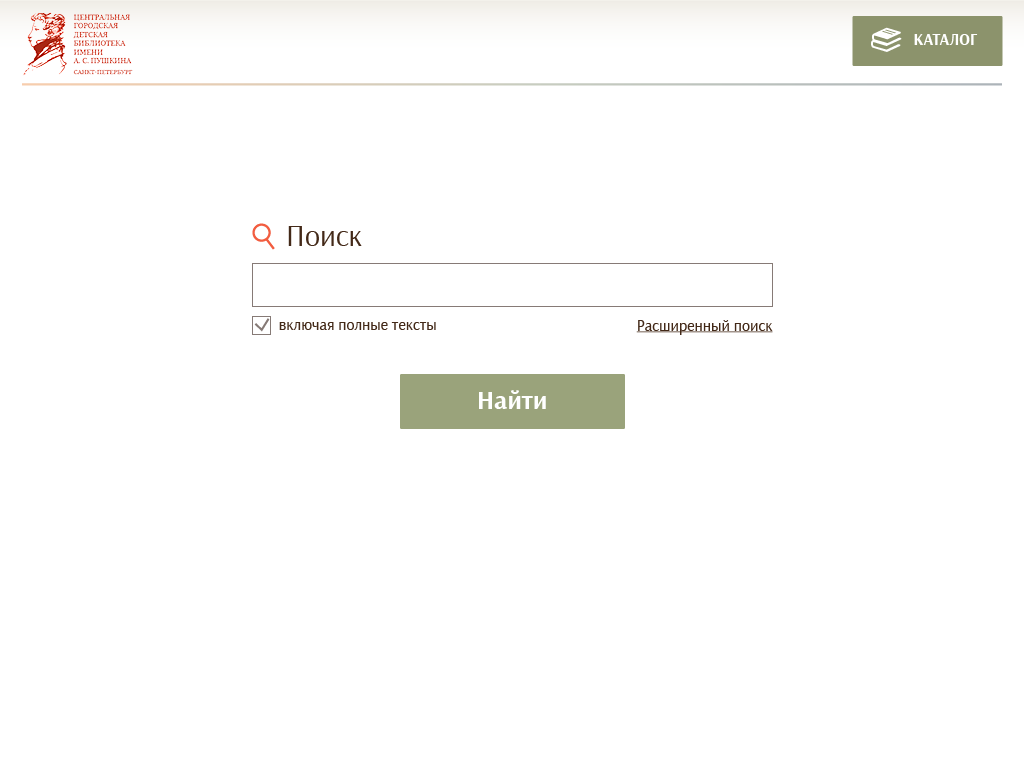 ЦЕНТРАЛЬНАЯ
ГОРОДСКАЯ
ДЕТСКАЯ
БИБЛИОТЕКА
ИМЕНИ
А. С. ПУШКИНА
САНКТ-ПЕТЕРБУРГ
КАТАЛОГ
Поиск
включая полные тексты
Расширенный поиск
Найти